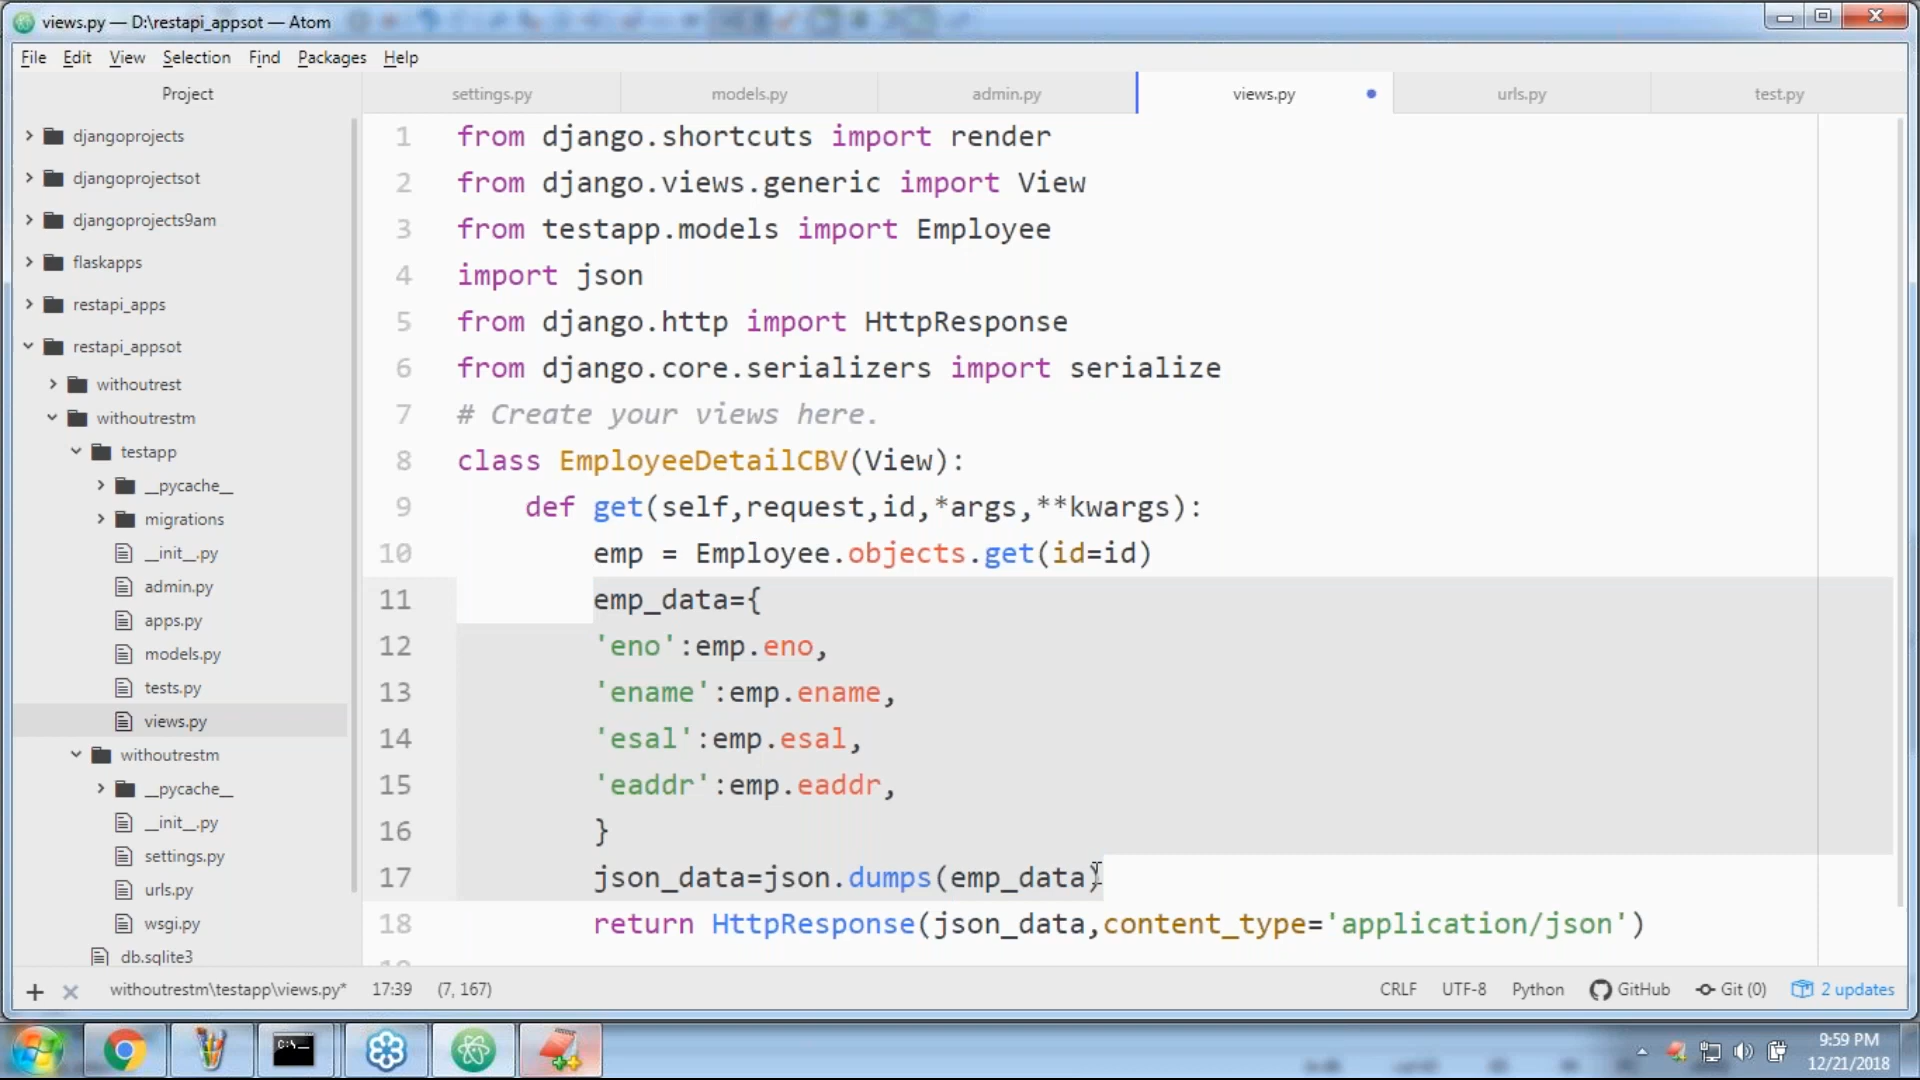 views.py — D:\restapi_appsot — Atom
File Edit View Selection Find Packages Help
Project
settings.py models.py admin.py views.py urls.py test.py
djangoprojects
djangoprojectsot
djangoprojects9am
flaskapps
restapi_apps
restapi_appsot
withoutrest
withoutrestm
testapp
__pycache__
migrations
__init__.py
admin.py
apps.py
models.py
tests.py
views.py
withoutrestm
__pycache__
__init__.py
settings.py
urls.py
wsgi.py
db.sqlite3
1 from django.shortcuts import render
2 from django.views.generic import View
3 from testapp.models import Employee
4 import json
5 from django.http import HttpResponse
6 from django.core.serializers import serialize
7 # Create your views here.
8 class EmployeeDetailCBV(View):
9 def get(self,request,id,*args,**kwargs):
10 emp = Employee.objects.get(id=id)
11 emp_data={
12 'eno':emp.eno,
13 'ename':emp.ename,
14 'esal':emp.esal,
15 'eaddr':emp.eaddr,
16 }
17 json_data=json.dumps(emp_data)
18 return HttpResponse(json_data,content_type='application/json')
withoutrestm\testapp\views.py* 17:39 (7, 167) CRLF UTF-8 Python GitHub Git (0) 2 updates
C:\
9:59 PM
12/21/2018